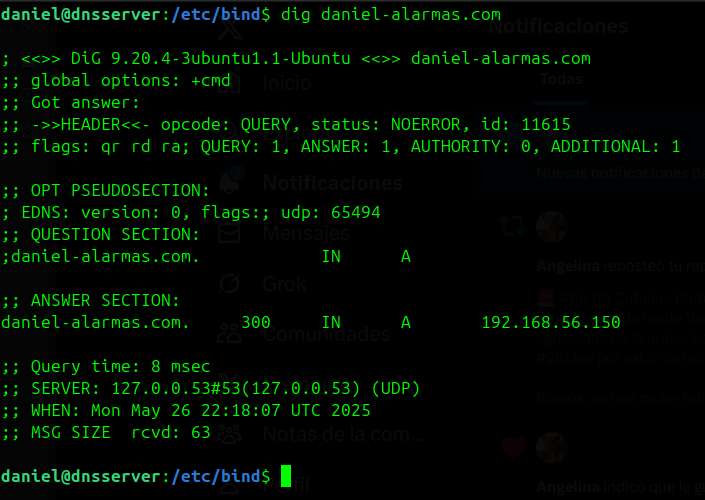 daniel@dnsserver:/etc/bind$ dig daniel-alarmas.com
; <<>> DiG 9.20.4-3ubuntu1.1-Ubuntu <<>> daniel-alarmas.com
;; global options: +cmd
;; Got answer:
;; ->>HEADER<<- opcode: QUERY, status: NOERROR, id: 11615
;; flags: qr rd ra; QUERY: 1, ANSWER: 1, AUTHORITY: 0, ADDITIONAL: 1
;; OPT PSEUDOSECTION:
; EDNS: version: 0, flags:; udp: 65494
;; QUESTION SECTION:
;daniel-alarmas.com. IN A
;; ANSWER SECTION:
daniel-alarmas.com. 300 IN A 192.168.56.150
;; Query time: 8 msec
;; SERVER: 127.0.0.53#53(127.0.0.53) (UDP)
;; WHEN: Mon May 26 22:18:07 UTC 2025
;; MSG SIZE rcvd: 63
daniel@dnsserver:/etc/bind$
Notificaciones
Todas
Inicio
Notificaciones
Nuevas notificaciones de
Mensajes
Grok
Angelina reposteó tu rep
Comunidades
Notas de la com...
Perfil
Angelina indicó que le g